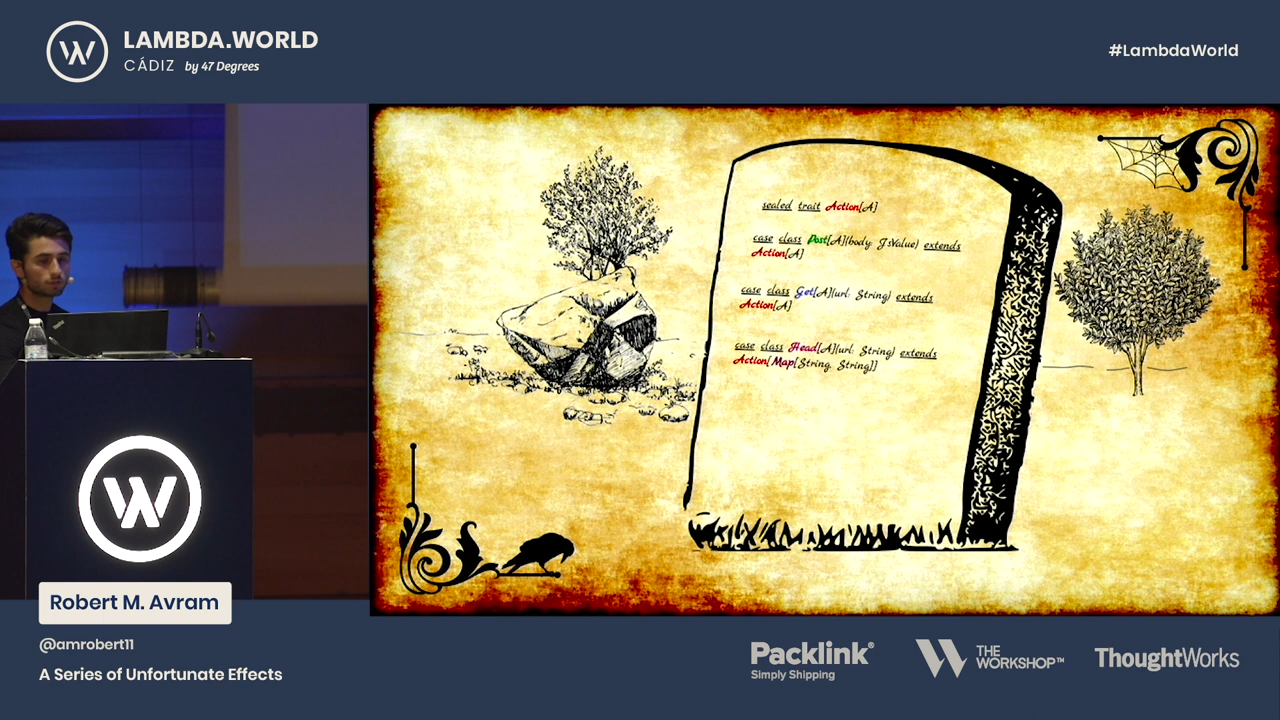 LAMBDA.WORLD
CÁDIZ by 47 Degrees
#LambdaWorld
sealed trait Action[A]
case class Post[A](body: JsValue) extends
Action[A]
case class Get[A](url: String) extends
Action[A]
case class Head[A](url: String) extends
Action[Map[String, String]]
W
Robert M. Avram
@amrobert11
A Series of Unfortunate Effects
Packlink®
Simply Shipping
THE
WORKSHOP™
ThoughtWorks